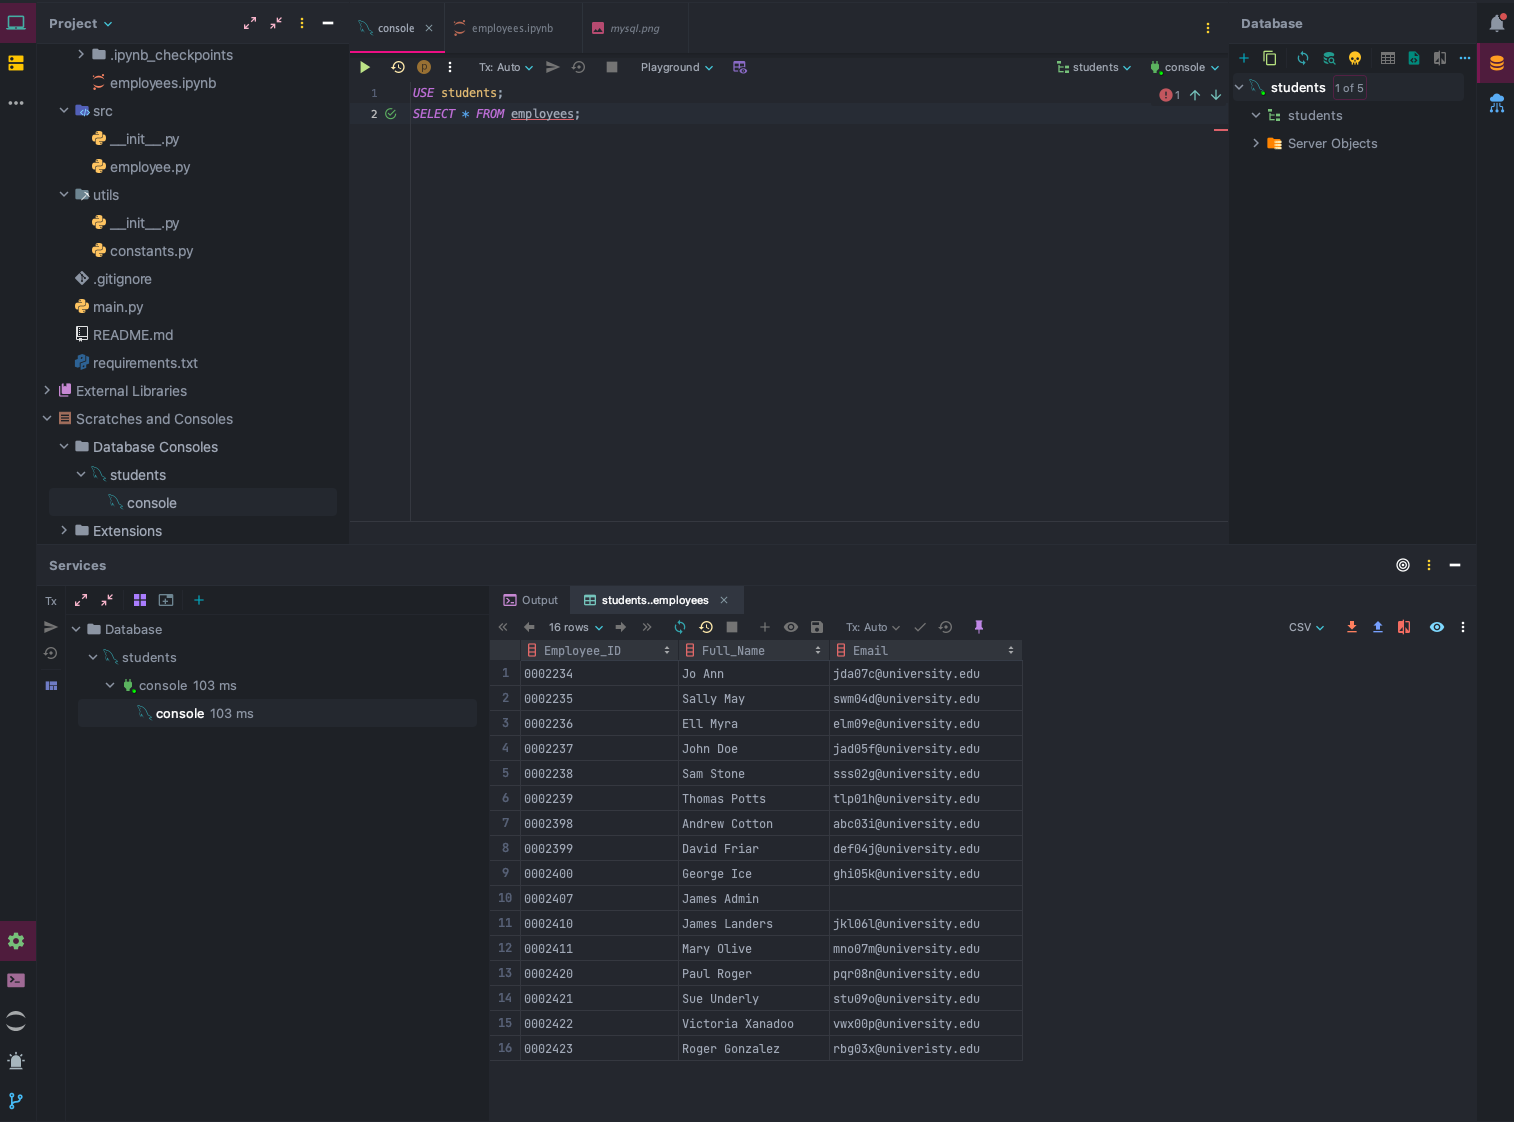 Project
console
employees.ipynb
mysql.png
Database
.ipynb_checkpoints
employees.ipynb
src
__init__.py
employee.py
utils
__init__.py
constants.py
.gitignore
main.py
README.md
requirements.txt
External Libraries
Scratches and Consoles
Database Consoles
students
console
Extensions
p
Tx: Auto
Playground
students
console
1 USE students;
2 SELECT * FROM employees;
1
students 1 of 5
students
Server Objects
Services
Tx
Database
students
console 103 ms
console 103 ms
Output
students..employees
16 rows
Tx: Auto
CSV
Employee_ID Full_Name Email
1 0002234 Jo Ann jda07c@university.edu
2 0002235 Sally May swm04d@university.edu
3 0002236 Ell Myra elm09e@university.edu
4 0002237 John Doe jad05f@university.edu
5 0002238 Sam Stone sss02g@university.edu
6 0002239 Thomas Potts tlp01h@university.edu
7 0002398 Andrew Cotton abc03i@university.edu
8 0002399 David Friar def04j@university.edu
9 0002400 George Ice ghi05k@university.edu
10 0002407 James Admin
11 0002410 James Landers jkl06l@university.edu
12 0002411 Mary Olive mno07m@university.edu
13 0002420 Paul Roger pqr08n@university.edu
14 0002421 Sue Underly stu09o@university.edu
15 0002422 Victoria Xanadoo vwx00p@university.edu
16 0002423 Roger Gonzalez rbg03x@univeristy.edu